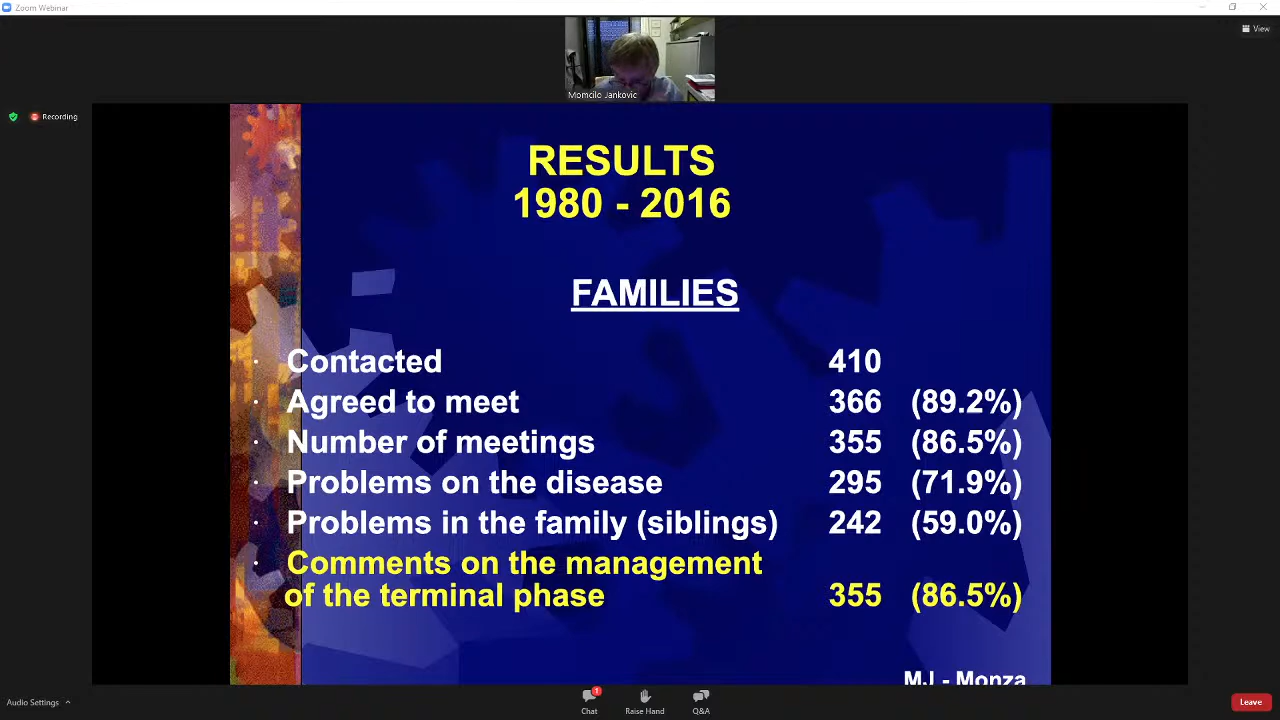 Zoom Webinar
View
Momcilo Jankovic
Recording
RESULTS
1980 - 2016
FAMILIES
· Contacted 410
· Agreed to meet 366 (89.2%)
· Number of meetings 355 (86.5%)
· Problems on the disease 295 (71.9%)
· Problems in the family (siblings) 242 (59.0%)
· Comments on the management
of the terminal phase 355 (86.5%)
MJ - Monza
Audio Settings
1
Chat
Raise Hand
Q&A
Leave